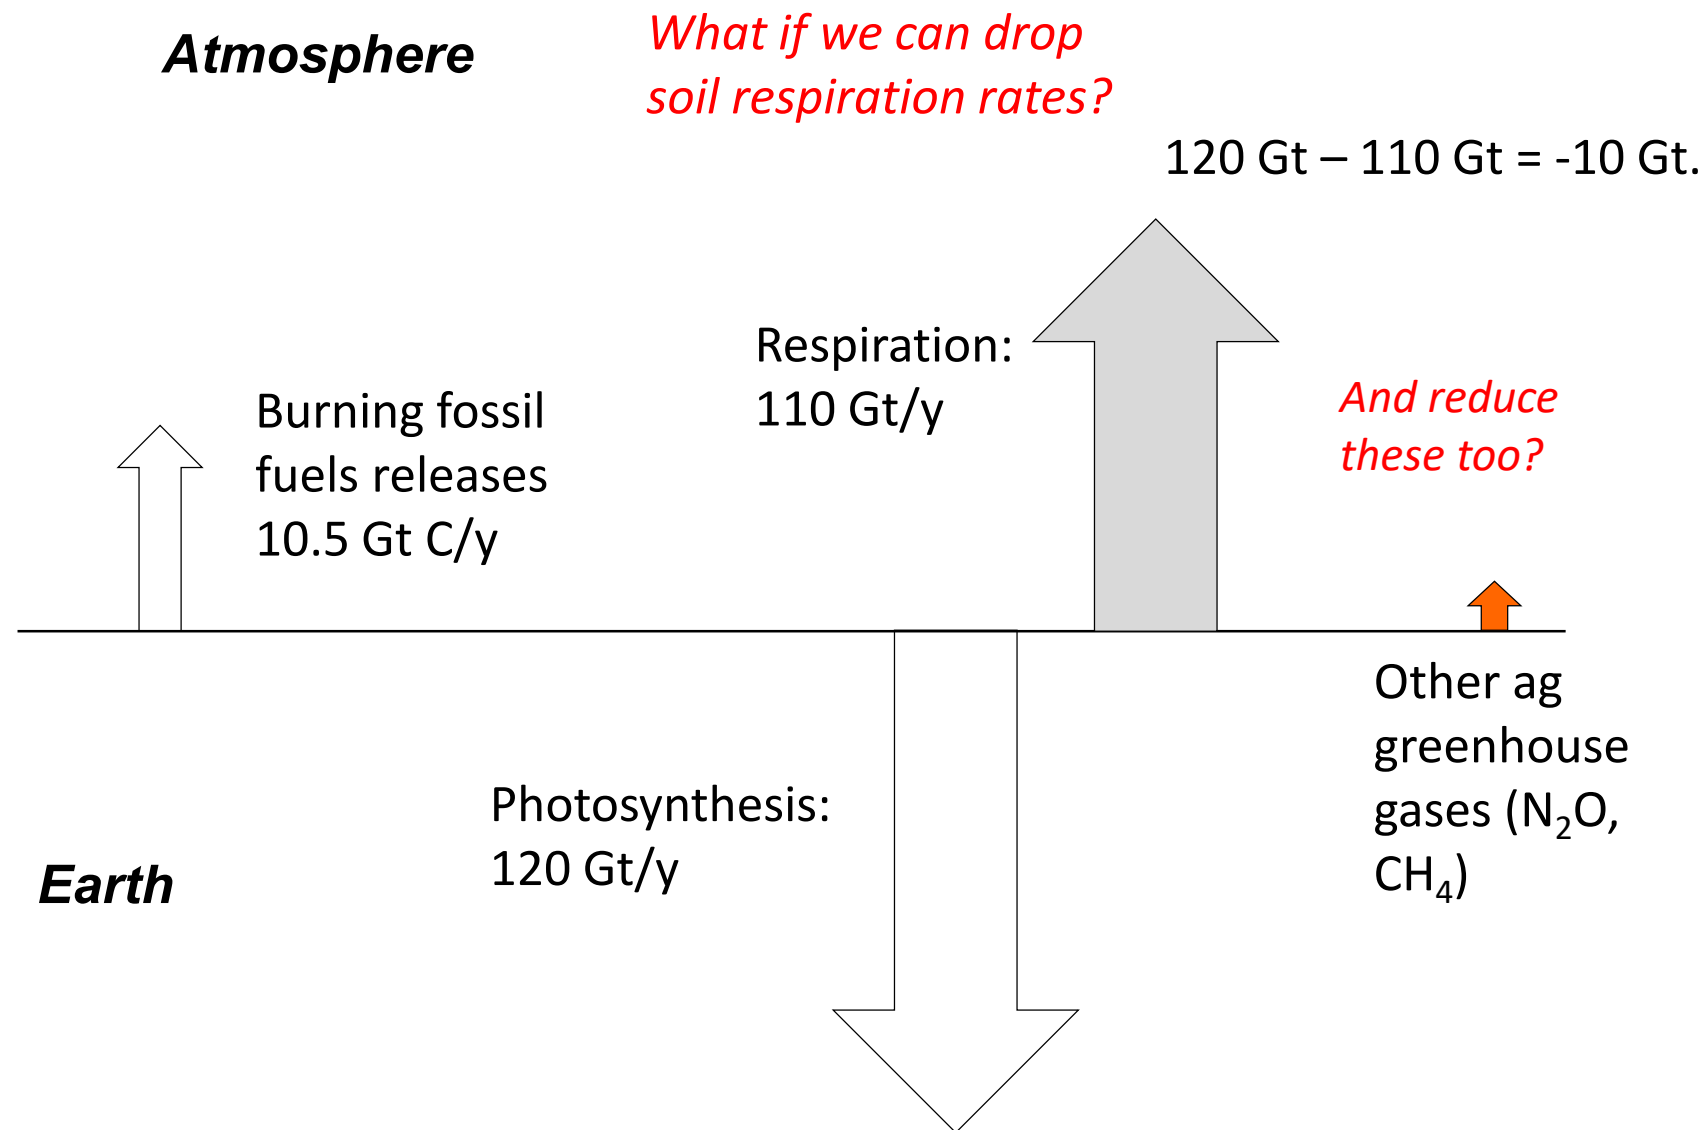 Atmosphere
What if we can drop
soil respiration rates?
120 Gt – 110 Gt = -10 Gt.
Respiration:
110 Gt/y
Burning fossil
fuels releases
10.5 Gt C/y
And reduce
these too?
Other ag
greenhouse
gases (N₂O,
CH₄)
Photosynthesis:
120 Gt/y
Earth